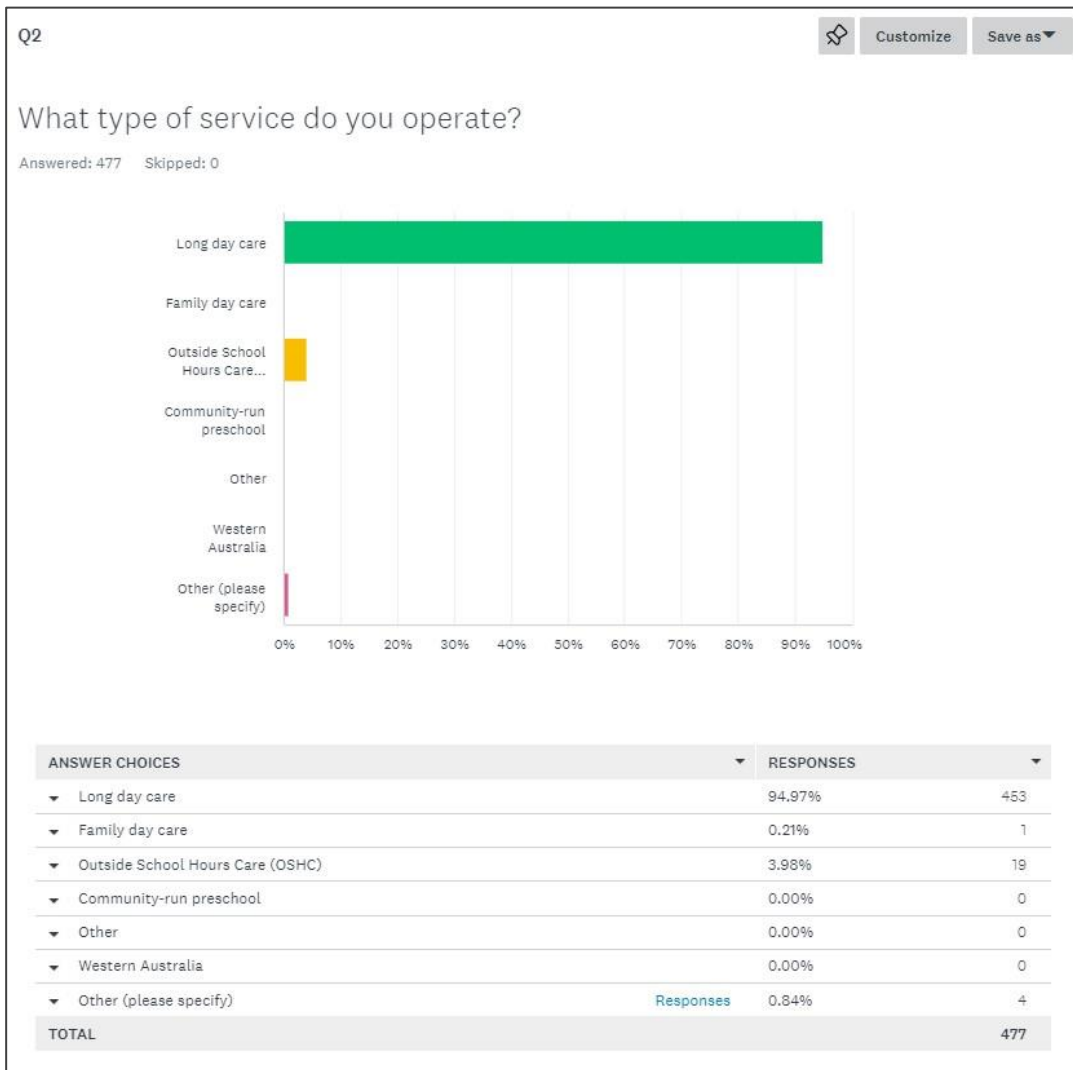 Q2
Customize
Save as
What type of service do you operate?
Answered: 477 Skipped: 0
Long day care
Family day care
Outside School
Hours Care...
Community-run
preschool
Other
Western
Australia
Other (please
specify)
0% 10% 20% 30% 40% 50% 60% 70% 80% 90% 100%
ANSWER CHOICES RESPONSES
Long day care 94.97% 453
Family day care 0.21% 1
Outside School Hours Care (OSHC) 3.98% 19
Community-run preschool 0.00% 0
Other 0.00% 0
Western Australia 0.00% 0
Other (please specify) Responses 0.84% 4
TOTAL 477